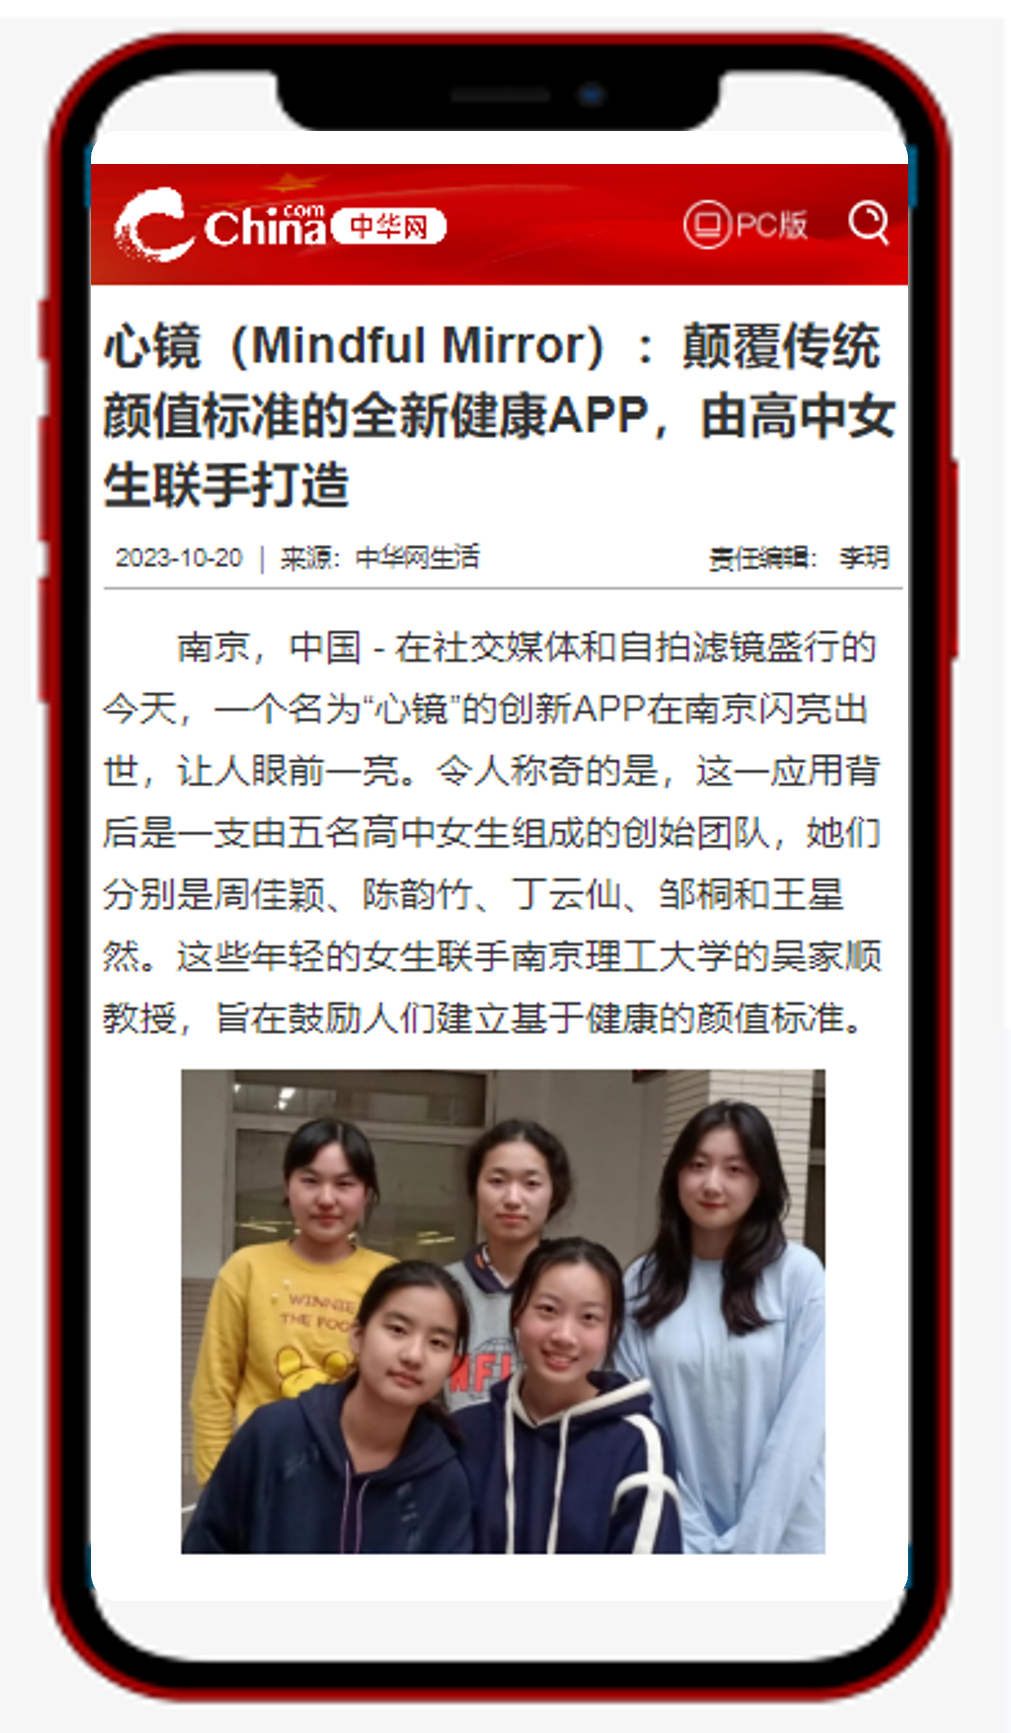 China.com 中华网
PC版
心镜（Mindful Mirror）：颠覆传统
颜值标准的全新健康APP，由高中女
生联手打造
2023-10-20 | 来源：中华网生活 责任编辑： 李玥
南京，中国 - 在社交媒体和自拍滤镜盛行的
今天，一个名为“心镜”的创新APP在南京闪亮出
世，让人眼前一亮。令人称奇的是，这一应用背
后是一支由五名高中女生组成的创始团队，她们
分别是周佳颖、陈韵竹、丁云仙、邹桐和王星
然。这些年轻的女生联手南京理工大学的吴家顺
教授，旨在鼓励人们建立基于健康的颜值标准。
WINNIE
THE FOO